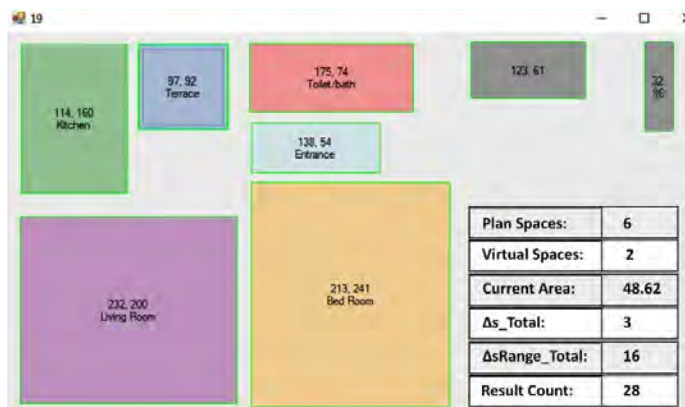 19
114, 160
Kitchen
97, 92
Terrace
175, 74
Toilet/bath
138, 54
Entrance
123, 61
32,
96
232, 200
Living Room
213, 241
Bed Room
Plan Spaces: 6
Virtual Spaces: 2
Current Area: 48.62
Δs_Total: 3
ΔsRange_Total: 16
Result Count: 28